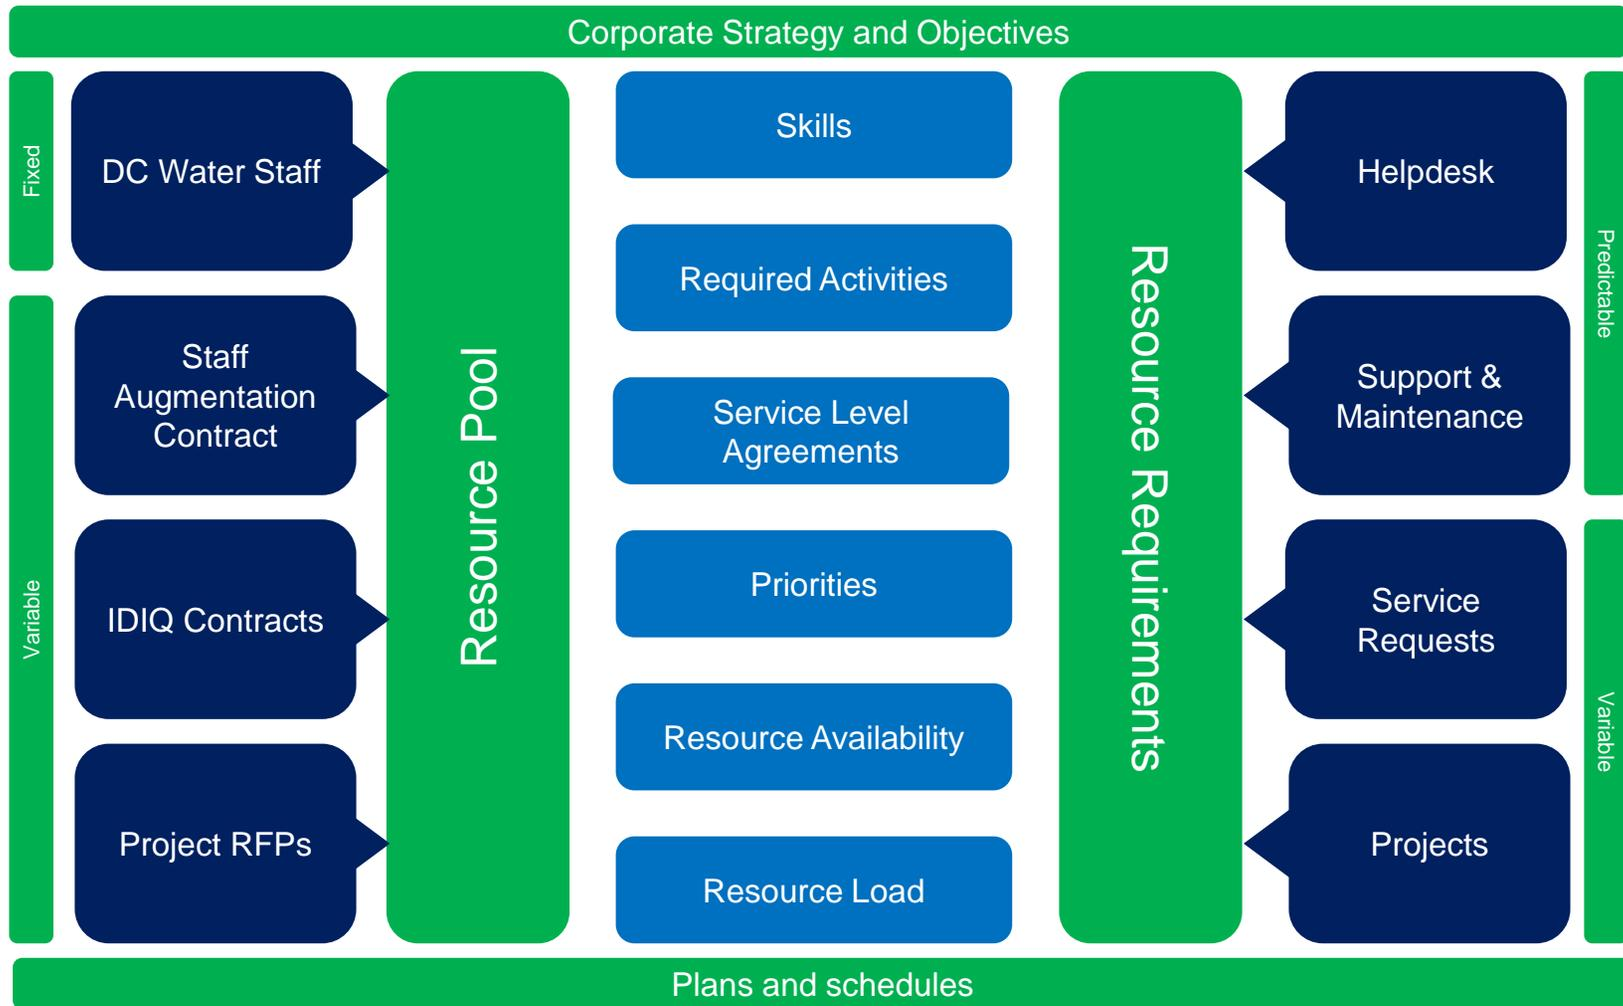 Corporate Strategy and Objectives
Fixed
DC Water Staff
Variable
Staff
Augmentation
Contract
IDIQ Contracts
Project RFPs
Resource Pool
Skills
Required Activities
Service Level
Agreements
Priorities
Resource Availability
Resource Load
Resource Requirements
Helpdesk
Support &
Maintenance
Predictable
Service
Requests
Projects
Variable
Plans and schedules